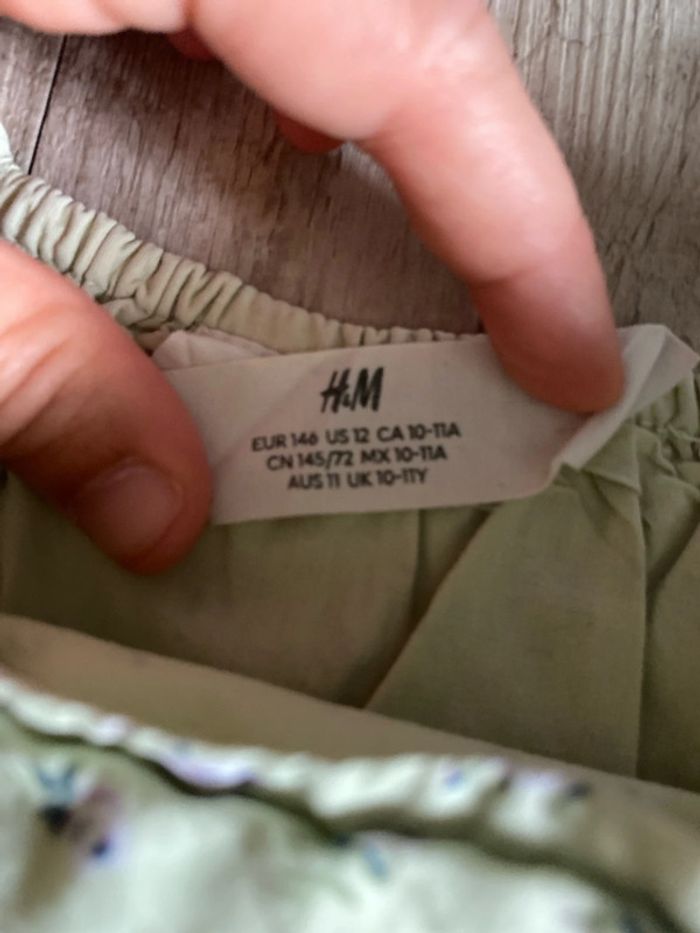 H&M
EUR 146 US 12 CA 10-11A
CN 145/72 MX 10-11A
AUS 11 UK 10-11Y